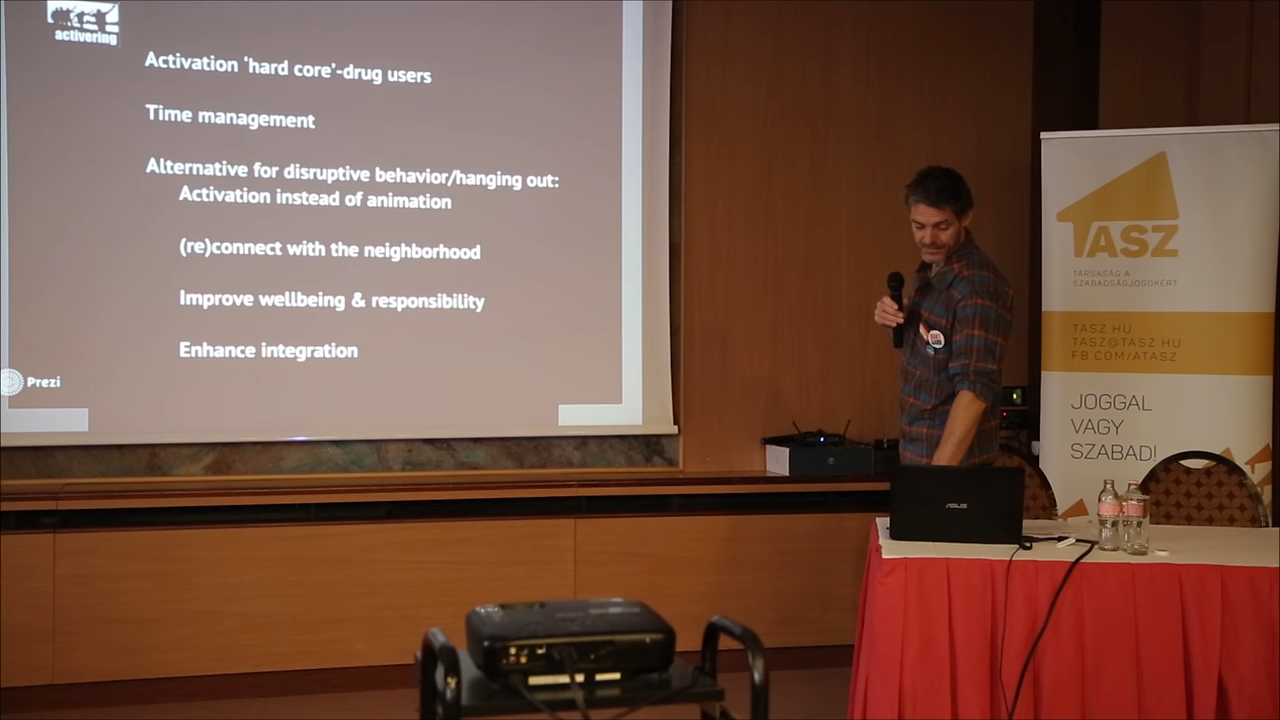 activering
Activation 'hard core'-drug users
Time management
Alternative for disruptive behavior/hanging out:
Activation instead of animation
(re)connect with the neighborhood
Improve wellbeing & responsibility
Enhance integration
Prezi
TASZ
TÁRSASÁG A
SZABADSÁGJOGOKÉRT
TASZ.HU
TASZ@TASZ.HU
FB.COM/ATASZ
JOGGAL
VAGY
SZABAD!
ASUS